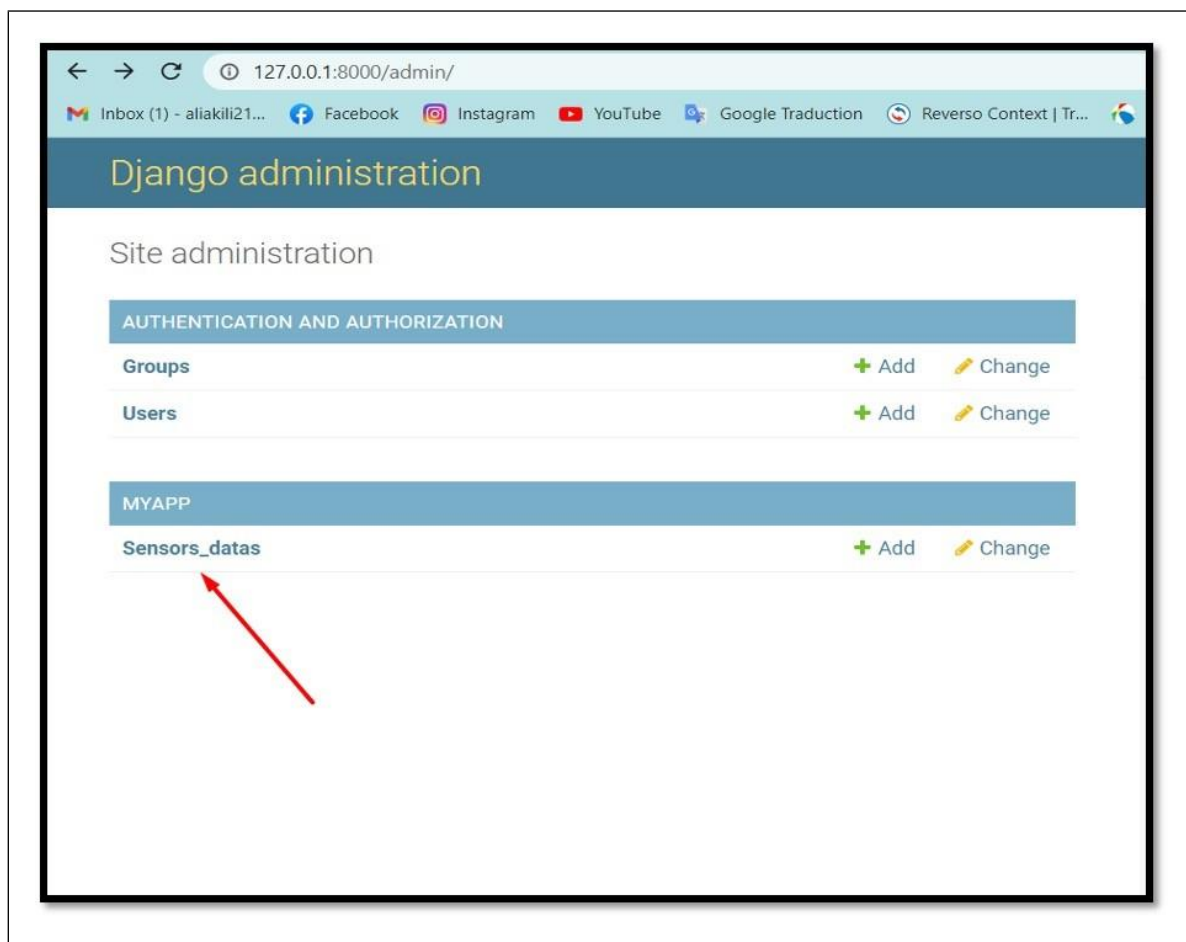 127.0.0.1:8000/admin/
Inbox (1) - aliakili21... Facebook Instagram YouTube Google Traduction Reverso Context | Tr...
Django administration
Site administration
AUTHENTICATION AND AUTHORIZATION
Groups + Add Change
Users + Add Change
MYAPP
Sensors_datas + Add Change